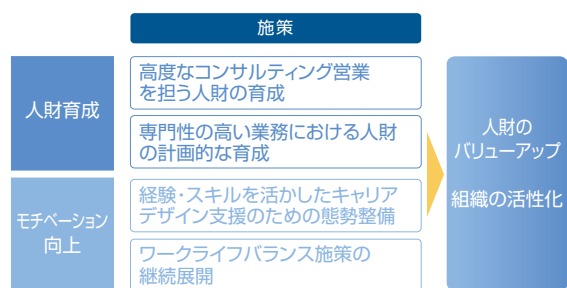 施策
人財育成
高度なコンサルティング営業
を担う人財の育成
専門性の高い業務における人財
の計画的な育成
モチベーション
向上
経験・スキルを活かしたキャリア
デザイン支援のための態勢整備
ワークライフバランス施策の
継続展開
人財の
バリューアップ
組織の活性化